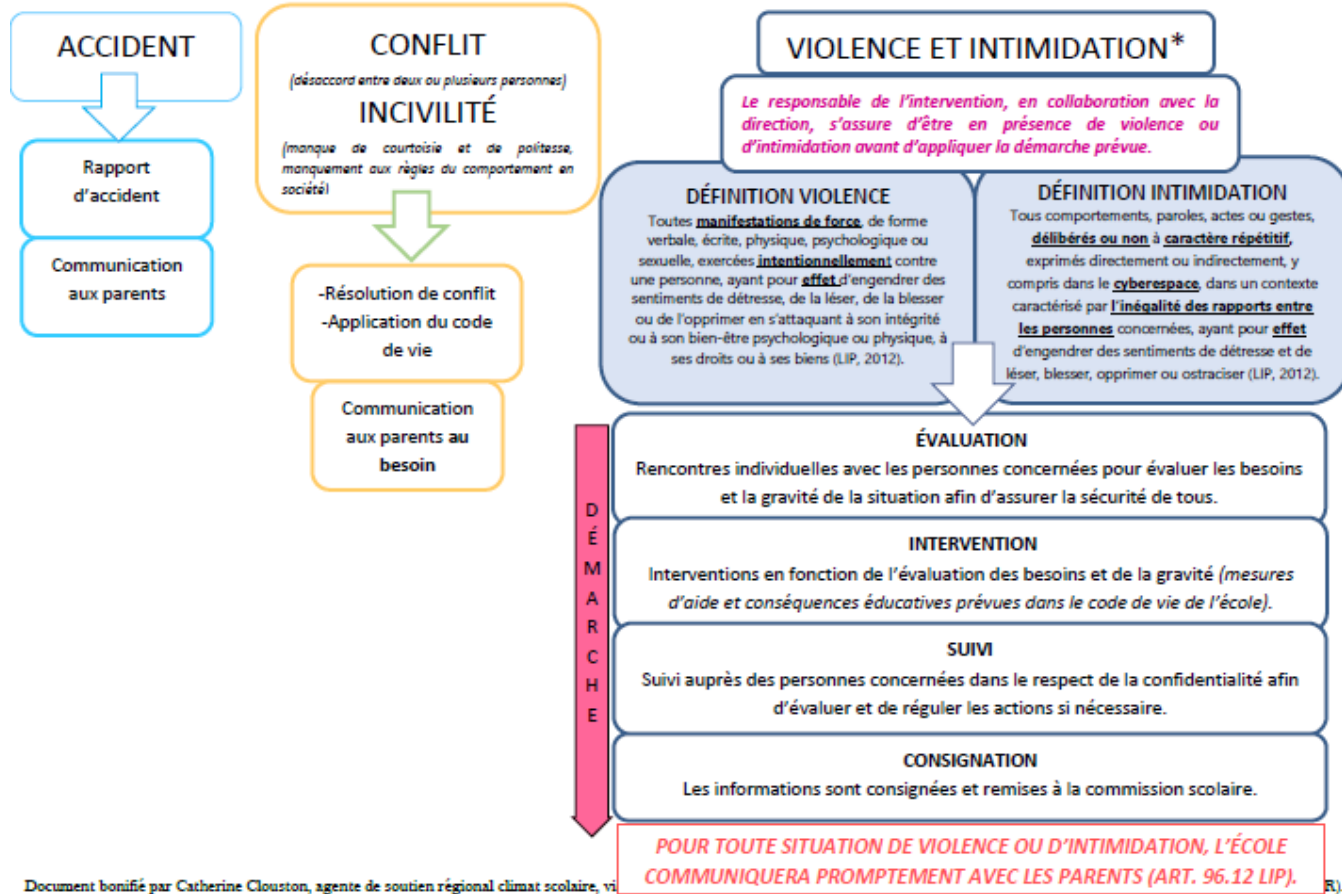 ACCIDENT
Rapport
d'accident
Communication
aux parents
CONFLIT
(désaccord entre deux ou plusieurs personnes)
INCIVILITÉ
(manque de courtoisie et de politesse,
manquement aux règles du comportement en
société)
-Résolution de conflit
-Application du code
de vie
Communication
aux parents au
besoin
VIOLENCE ET INTIMIDATION*
Le responsable de l'intervention, en collaboration avec la
direction, s'assure d'être en présence de violence ou
d'intimidation avant d'appliquer la démarche prévue.
DÉFINITION VIOLENCE
Toutes manifestations de force, de forme
verbale, écrite, physique, psychologique ou
sexuelle, exercées intentionnellement contre
une personne, ayant pour effet d'engendrer des
sentiments de détresse, de la léser, de la blesser
ou de l'opprimer en s'attaquant à son intégrité
ou à son bien-être psychologique ou physique, à
ses droits ou à ses biens (LIP, 2012).
DÉFINITION INTIMIDATION
Tous comportements, paroles, actes ou gestes,
délibérés ou non à caractère répétitif,
exprimés directement ou indirectement, y
compris dans le cyberespace, dans un contexte
caractérisé par l'inégalité des rapports entre
les personnes concernées, ayant pour effet
d'engendrer des sentiments de détresse et de
léser, blesser, opprimer ou ostraciser (LIP, 2012).
DÉMARCHE
ÉVALUATION
Rencontres individuelles avec les personnes concernées pour évaluer les besoins
et la gravité de la situation afin d'assurer la sécurité de tous.
INTERVENTION
Interventions en fonction de l'évaluation des besoins et de la gravité (mesures
d'aide et conséquences éducatives prévues dans le code de vie de l'école).
SUIVI
Suivi auprès des personnes concernées dans le respect de la confidentialité afin
d'évaluer et de réguler les actions si nécessaire.
CONSIGNATION
Les informations sont consignées et remises à la commission scolaire.
POUR TOUTE SITUATION DE VIOLENCE OU D'INTIMIDATION, L'ÉCOLE
COMMUNIQUERA PROMPTEMENT AVEC LES PARENTS (ART. 96.12 LIP).
Document bonifié par Catherine Clouston, agente de soutien régional climat scolaire,